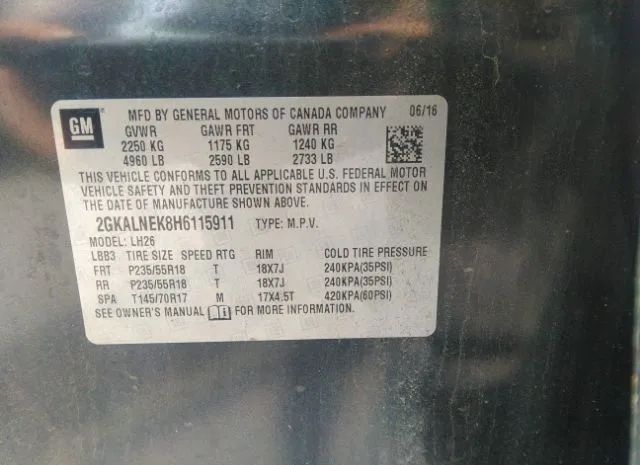 GM
MFD BY GENERAL MOTORS OF CANADA COMPANY 06/16
GVWR GAWR FRT GAWR RR
2250 KG 1175 KG 1240 KG
4960 LB 2590 LB 2733 LB
THIS VEHICLE CONFORMS TO ALL APPLICABLE U.S. FEDERAL MOTOR
VEHICLE SAFETY AND THEFT PREVENTION STANDARDS IN EFFECT ON
THE DATE OF MANUFACTURE SHOWN ABOVE.
2GKALNEK8H6115911 TYPE: M.P.V.
MODEL: LH26
LBB3 TIRE SIZE SPEED RTG RIM COLD TIRE PRESSURE
FRT P235/55R18 T 18X7J 240KPA(35PSI)
RR P235/55R18 T 18X7J 240KPA(35PSI)
SPA T145/70R17 M 17X4.5T 420KPA(60PSI)
SEE OWNER'S MANUAL FOR MORE INFORMATION.